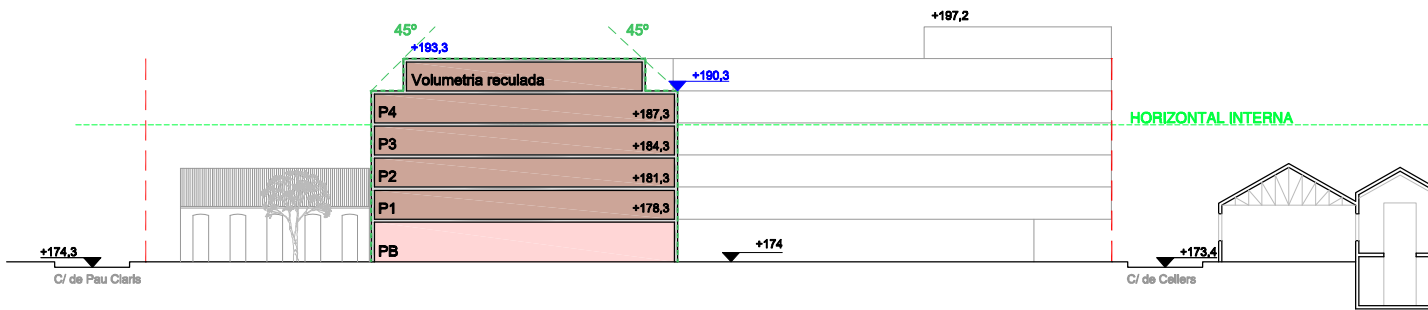 +197,2
45º
45º
+193,3
+190,3
Volumetria reculada
P4
+187,3
HORIZONTAL INTERNA
P3
+184,3
P2
+181,3
P1
+178,3
PB
+174,3
+174
+173,4
C/ de Pau Claris
C/ de Cellers